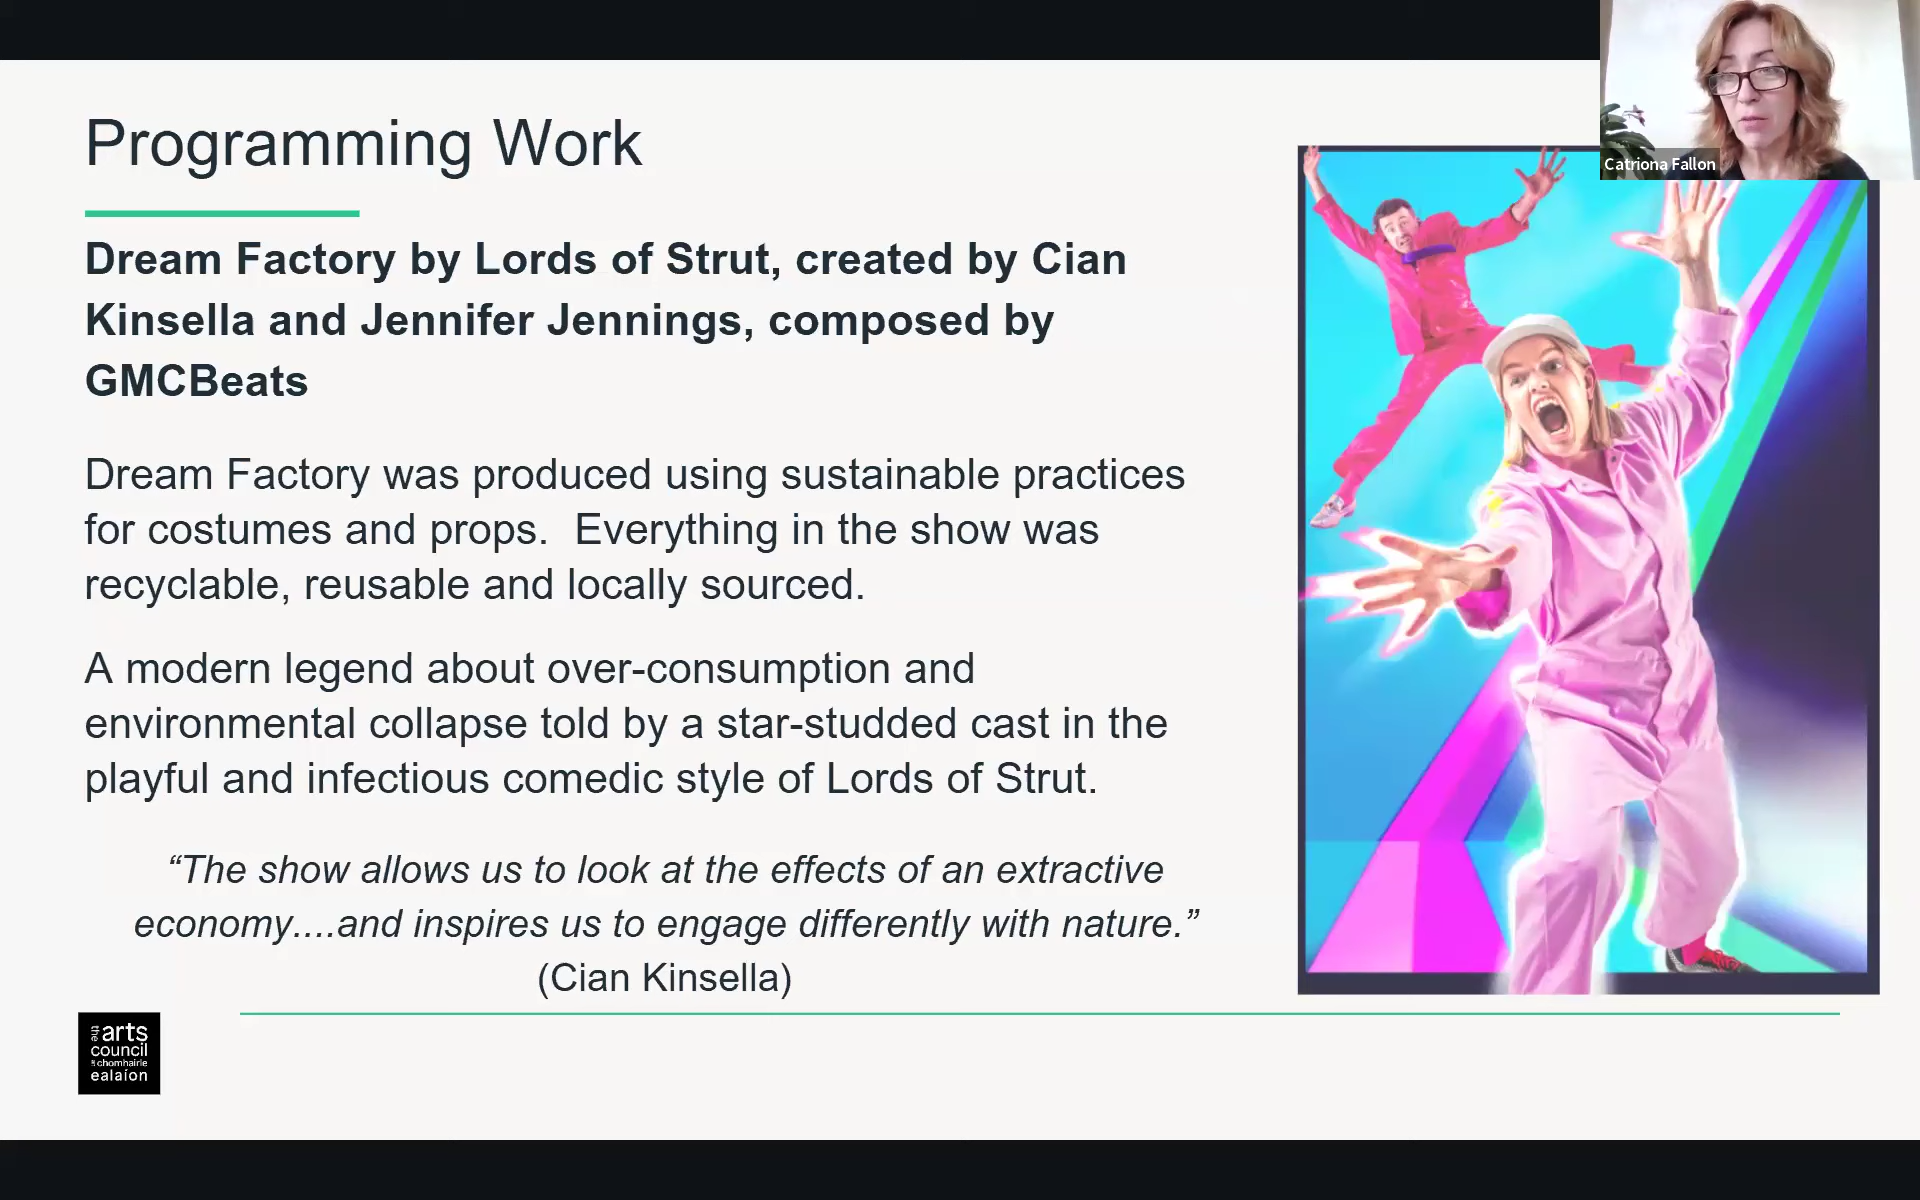 Programming Work
Catriona Fallon
Dream Factory by Lords of Strut, created by Cian
Kinsella and Jennifer Jennings, composed by
GMCBeats
Dream Factory was produced using sustainable practices
for costumes and props.  Everything in the show was
recyclable, reusable and locally sourced.
A modern legend about over-consumption and
environmental collapse told by a star-studded cast in the
playful and infectious comedic style of Lords of Strut.
“The show allows us to look at the effects of an extractive
economy....and inspires us to engage differently with nature.”
(Cian Kinsella)
the arts
council
chomhairle
ealaíon